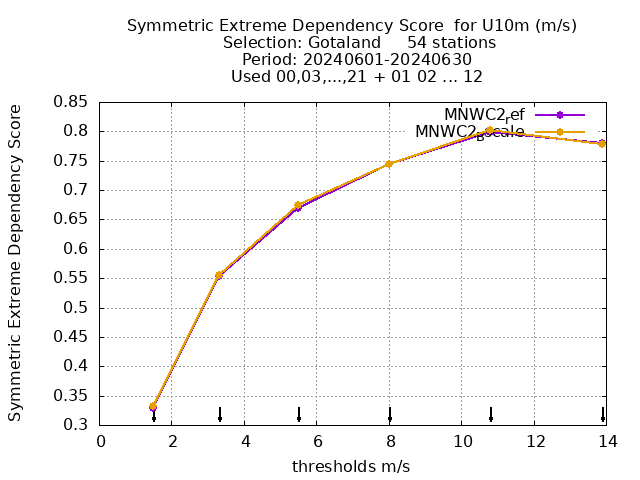 Symmetric Extreme Dependency Score for U10m (m/s)
Selection: Gotaland 54 stations
Period: 20240601-20240630
Used 00,03,...,21 + 01 02 ... 12
Symmetric Extreme Dependency Score
0.85
0.8
0.75
0.7
0.65
0.6
0.55
0.5
0.45
0.4
0.35
0.3
MNWC2_ref
MNWC2_Bscale
0 2 4 6 8 10 12 14
thresholds m/s